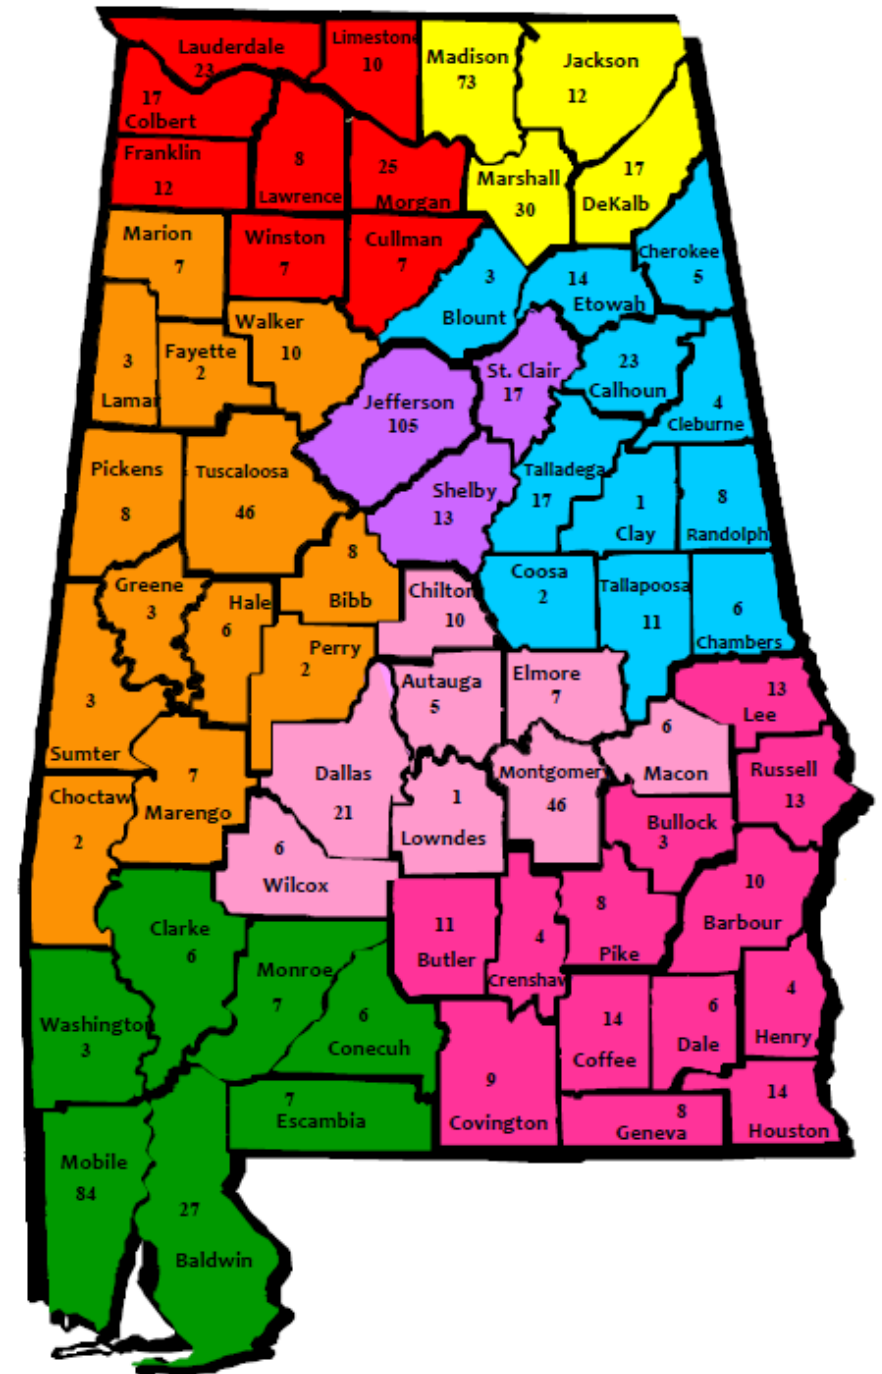 Lauderdale
23
Limestone
10
Madison
73
Jackson
12
17
Colbert
Franklin
12
8
Lawrence
25
Morgan
Marshall
30
17
DeKalb
Marion
7
Winston
7
Cullman
7
3
Blount
14
Etowah
Cherokee
5
3
Lamar
Fayette
2
Walker
10
Jefferson
105
St. Clair
17
23
Calhoun
4
Cleburne
Pickens
8
Tuscaloosa
46
Shelby
13
Talladega
17
1
Clay
8
Randolph
Greene
3
Hale
6
8
Bibb
Chilton
10
Coosa
2
Tallapoosa
11
6
Chambers
3
Sumter
Perry
2
Autauga
5
Elmore
7
6
Macon
13
Lee
Choctaw
2
7
Marengo
Dallas
21
1
Lowndes
Montgomery
46
Bullock
3
Russell
13
6
Wilcox
Clarke
6
11
Butler
4
Crenshaw
8
Pike
10
Barbour
Washington
3
Monroe
7
6
Conecuh
9
Covington
14
Coffee
6
Dale
4
Henry
7
Escambia
8
Geneva
14
Houston
Mobile
84
27
Baldwin